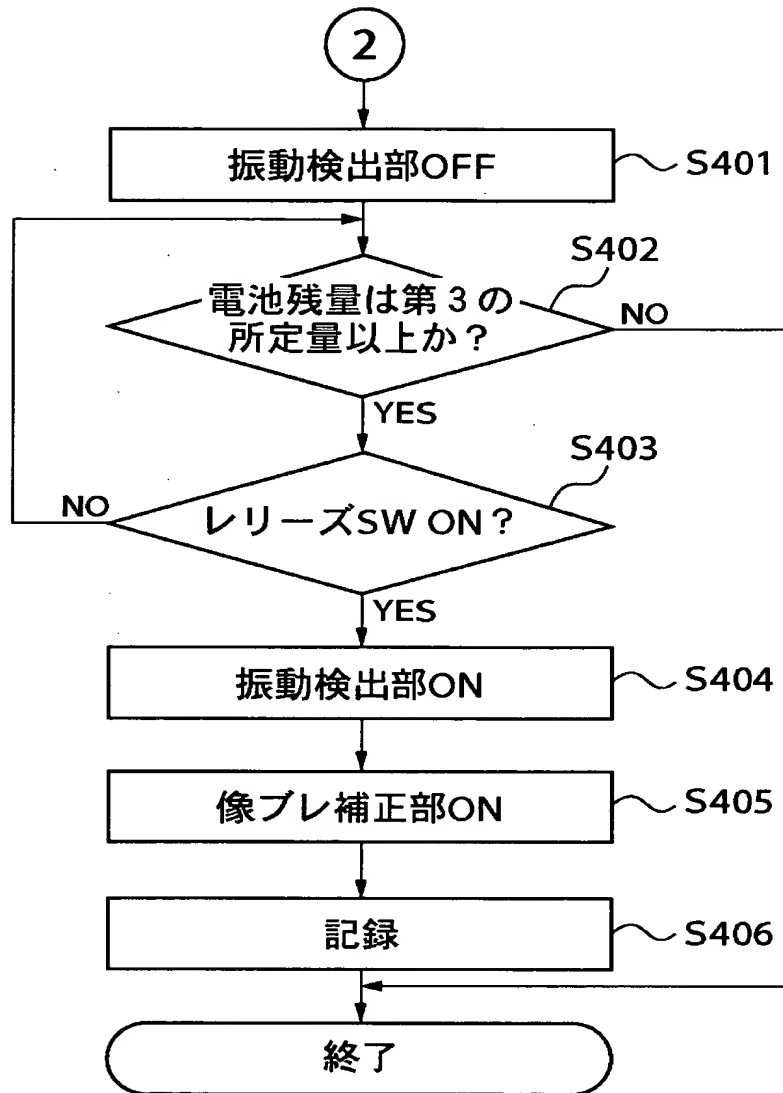 2
振動検出部OFF
S401
S402
電池残量は第3の
所定量以上か？
NO
YES
S403
NO
レリーズSW ON？
YES
振動検出部ON
S404
像ブレ補正部ON
S405
記録
S406
終了